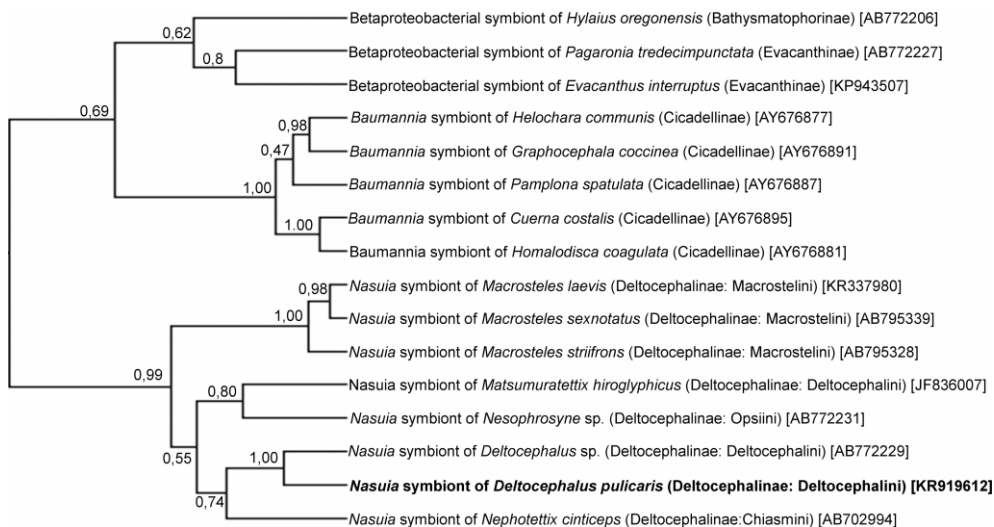 Betaproteobacterial symbiont of Hylaius oregonensis (Bathysmatophorinae) [AB772206]
0,62
Betaproteobacterial symbiont of Pagaronia tredecimpunctata (Evacanthinae) [AB772227]
0,8
Betaproteobacterial symbiont of Evacanthus interruptus (Evacanthinae) [KP943507]
0,69
Baumannia symbiont of Helochara communis (Cicadellinae) [AY676877]
0,98
Baumannia symbiont of Graphocephala coccinea (Cicadellinae) [AY676891]
0,47
Baumannia symbiont of Pamplona spatulata (Cicadellinae) [AY676887]
1,00
Baumannia symbiont of Cuerna costalis (Cicadellinae) [AY676895]
1.00
Baumannia symbiont of Homalodisca coagulata (Cicadellinae) [AY676881]
Nasuia symbiont of Macrosteles laevis (Deltocephalinae: Macrostelini) [KR337980]
0,98
Nasuia symbiont of Macrosteles sexnotatus (Deltocephalinae: Macrostelini) [AB795339]
1,00
Nasuia symbiont of Macrosteles striifrons (Deltocephalinae: Macrostelini) [AB795328]
0,99
Nasuia symbiont of Matsumuratettix hiroglyphicus (Deltocephalinae: Deltocephalini) [JF836007]
0,80
Nasuia symbiont of Nesophrosyne sp. (Deltocephalinae: Opsiini) [AB772231]
Nasuia symbiont of Deltocephalus sp. (Deltocephalinae: Deltocephalini) [AB772229]
0,55
1,00
Nasuia symbiont of Deltocephalus pulicaris (Deltocephalinae: Deltocephalini) [KR919612]
0,74
Nasuia symbiont of Nephotettix cinticeps (Deltocephalinae:Chiasmini) [AB702994]